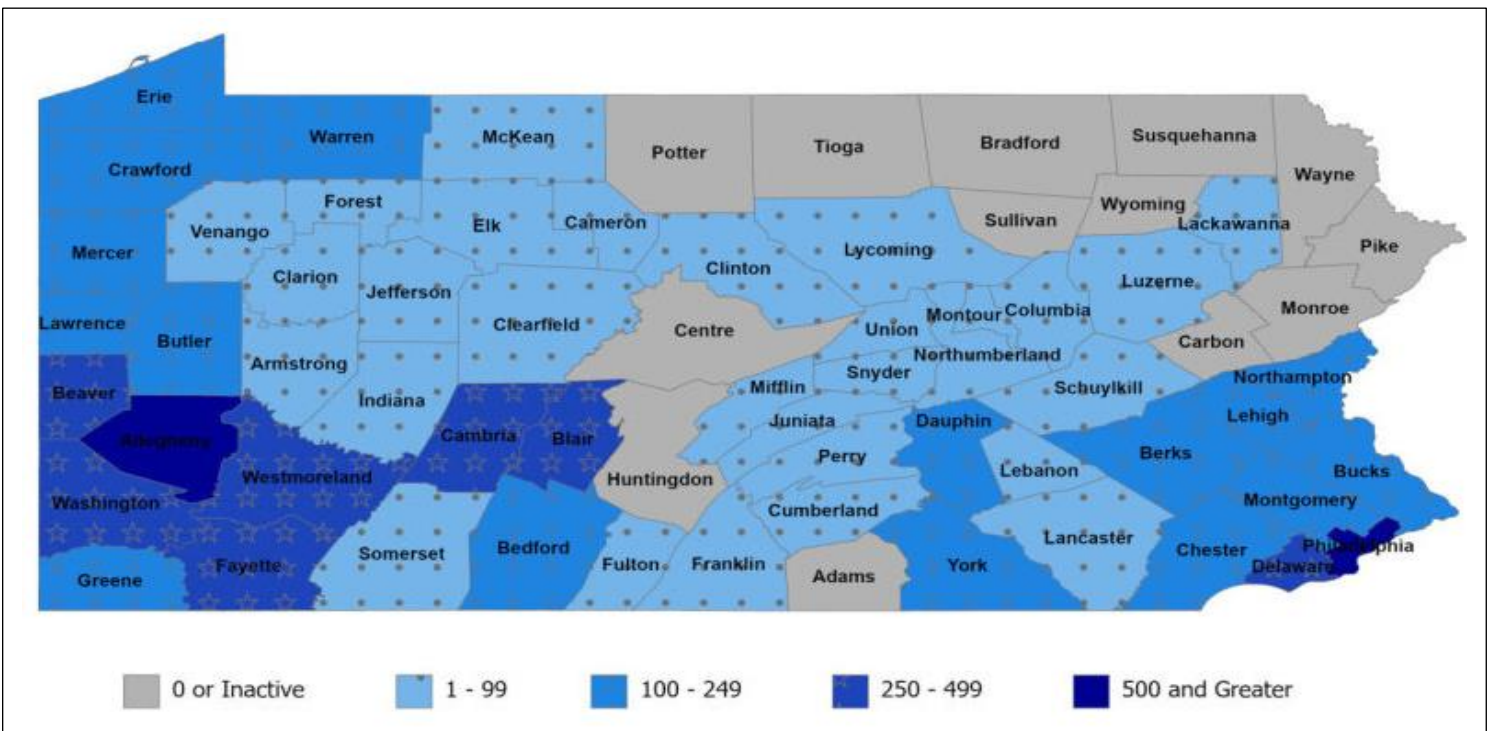 Erie
Warren
McKean
Potter
Tioga
Bradford
Susquehanna
Wayne
Crawford
Forest
Venango
Elk
Cameron
Sullivan
Wyoming
Lackawanna
Pike
Mercer
Clarion
Jefferson
Clinton
Lycoming
Luzerne
Monroe
Lawrence
Butler
Clearfield
Centre
Union
Montour
Columbia
Carbon
Armstrong
Northumberland
Snyder
Northampton
Beaver
Indiana
Mifflin
Schuylkill
Lehigh
Allegheny
Cambria
Blair
Juniata
Dauphin
Berks
Westmoreland
Huntingdon
Perry
Lebanon
Bucks
Washington
Cumberland
Montgomery
Somerset
Bedford
Lancaster
Chester
Philadelphia
Greene
Fayette
Fulton
Franklin
Adams
York
Delaware
0 or Inactive
1 - 99
100 - 249
250 - 499
500 and Greater